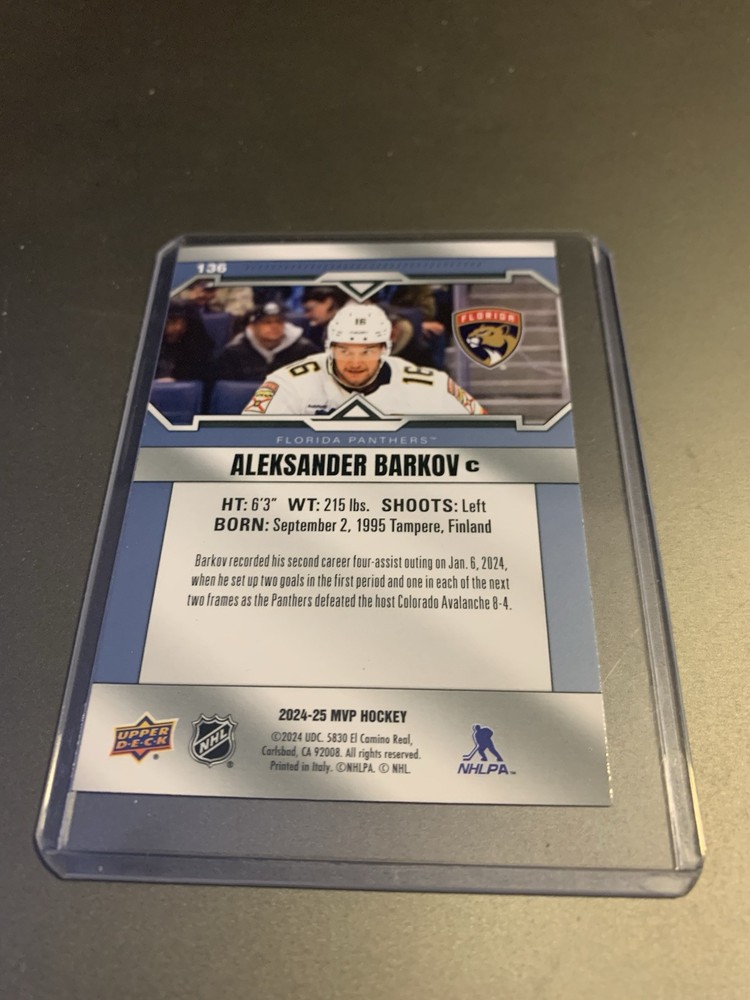 136
16
16
16
FLORIDA
FLORIDA PANTHERS™
ALEKSANDER BARKOV C
HT: 6'3" WT: 215 lbs. SHOOTS: Left
BORN: September 2, 1995 Tampere, Finland
Barkov recorded his second career four-assist outing on Jan. 6, 2024,
when he set up two goals in the first period and one in each of the next
two frames as the Panthers defeated the host Colorado Avalanche 8-4.
2024-25 MVP HOCKEY
©2024 UDC. 5830 El Camino Real,
Carlsbad, CA 92008. All rights reserved.
Printed in Italy. ©NHLPA. © NHL.
UPPER
D·E·C·K®
NHL®
NHLPA™